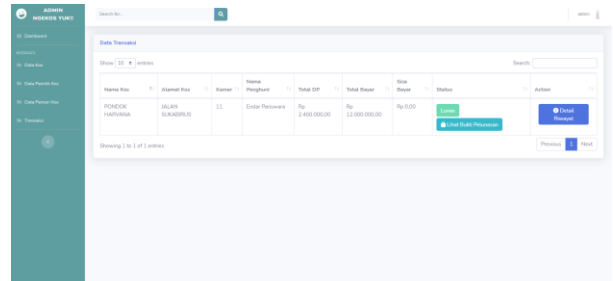 ADMIN
NGEKOS YUK!!
Search for...
admin
Dashboard
Data Kos
Data Pemilik Kos
Data Pencari Kos
Transaksi
Data Transaksi
Show 10 entries
Search:
Nama Kos Alamat Kos Kamar Nama Penghuni Total DP Total Bayar Sisa Bayar Status Action
PONDOK HARUANA JALAN SUKABIRUS 11 Endar Perowara Rp 2.400.000,00 Rp 12.000.000,00 Rp 0,00 Lunas
Lihat Bukti Pelunasan
Detail Riwayat
Showing 1 to 1 of 1 entries
Previous 1 Next